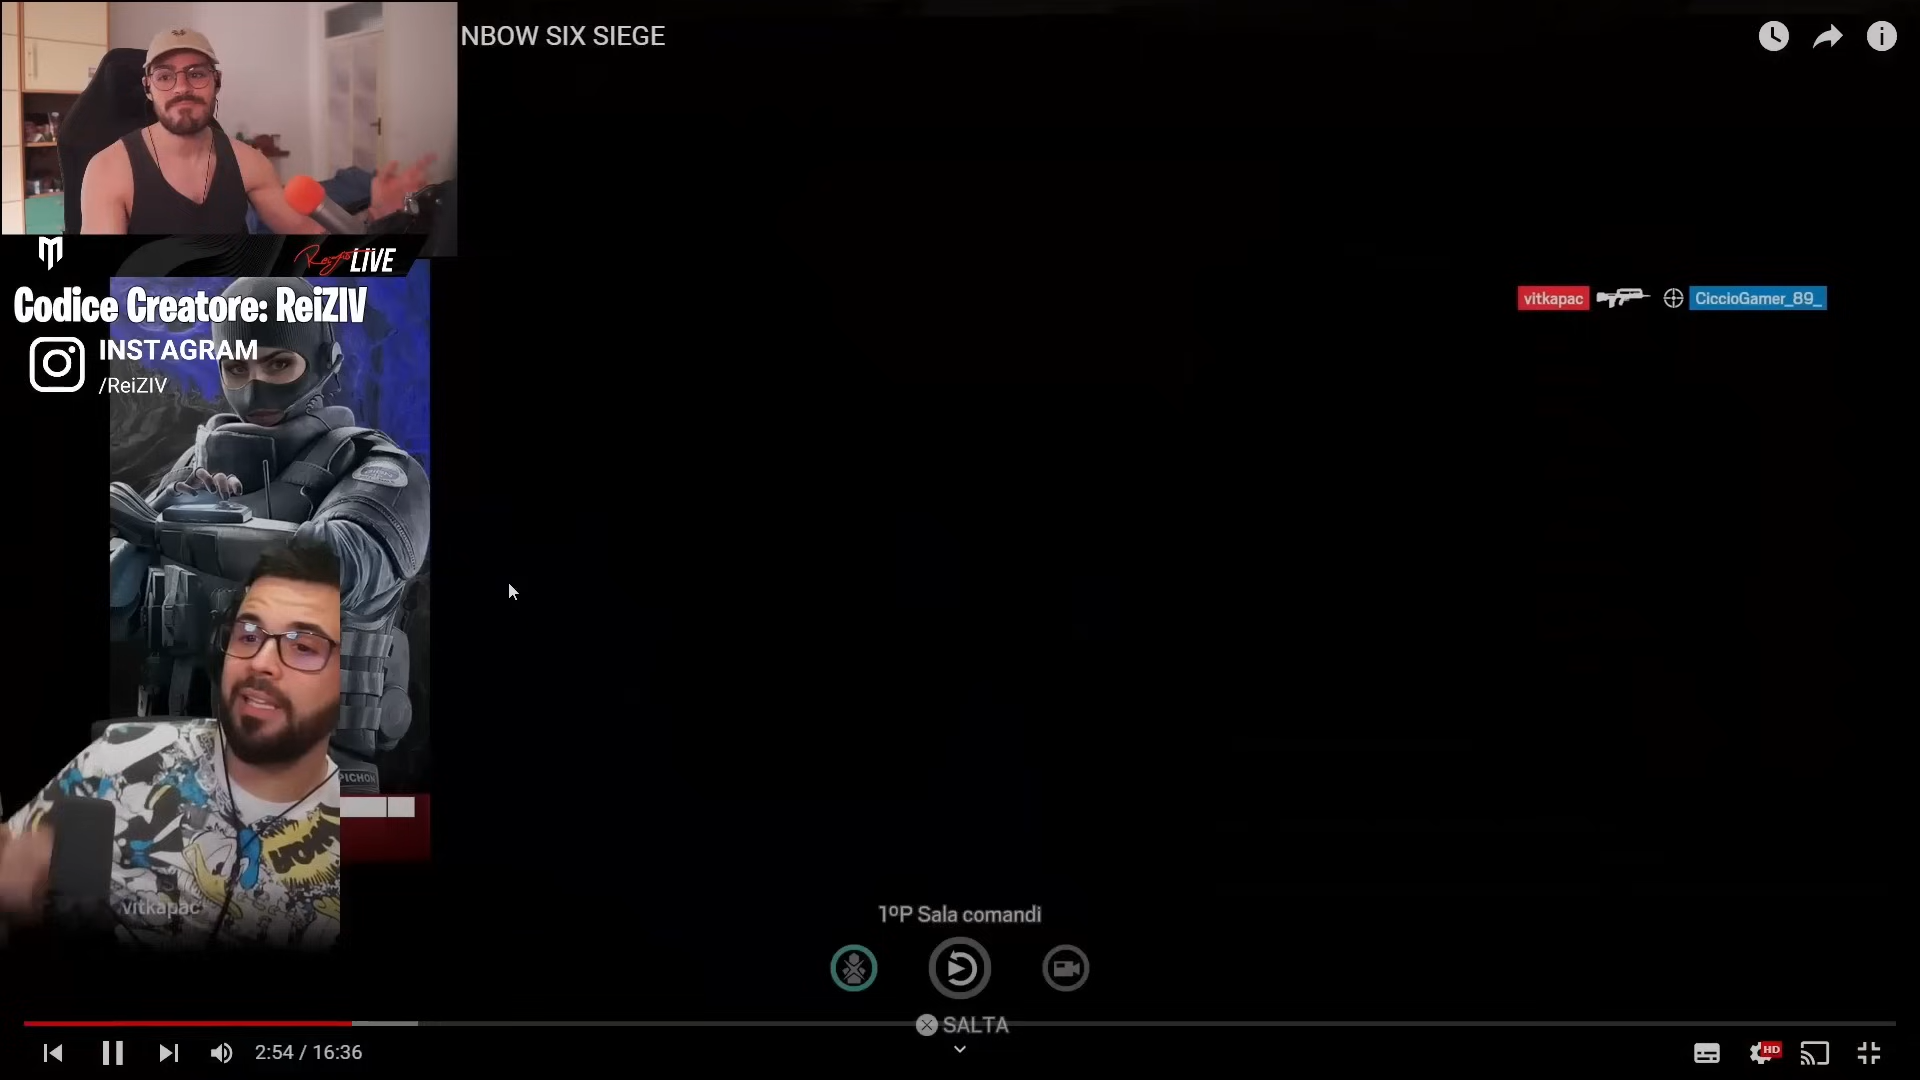 NBOW SIX SIEGE
ReiZIV LIVE
Codice Creatore: ReiZIV
INSTAGRAM
/ReiZIV
vitkapac
CiccioGamer_89_
PICHON
vitkapac
1ºP Sala comandi
SALTA
2:54 / 16:36
HD